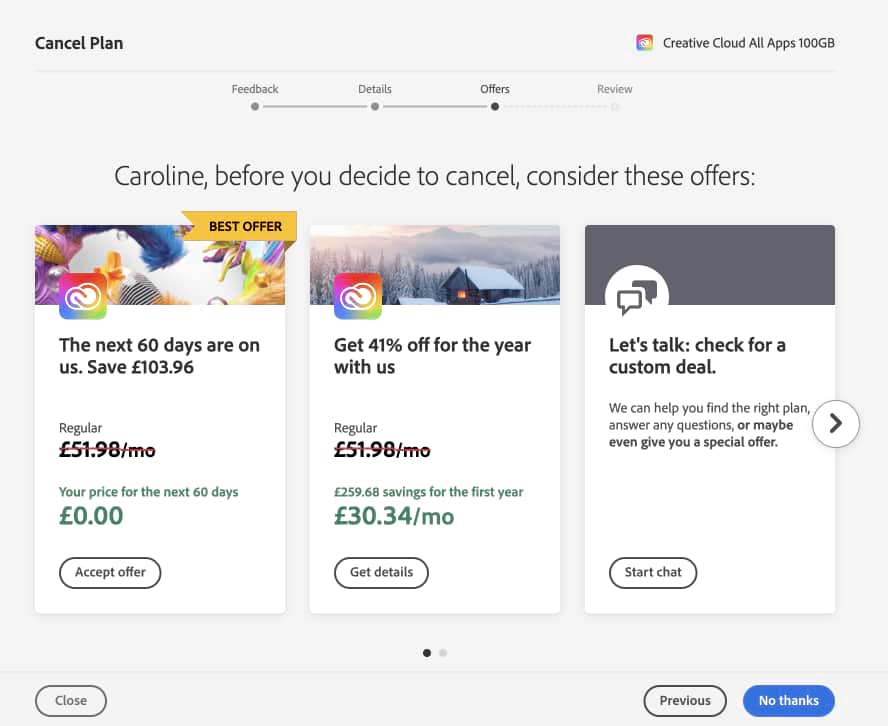 Cancel Plan
Creative Cloud All Apps 100GB
Feedback
Details
Offers
Review
Caroline, before you decide to cancel, consider these offers:
BEST OFFER
The next 60 days are on
us. Save £103.96
Regular
£51.98/mo
Your price for the next 60 days
£0.00
Accept offer
Get 41% off for the year
with us
Regular
£51.98/mo
£259.68 savings for the first year
£30.34/mo
Get details
Let's talk: check for a
custom deal.
We can help you find the right plan,
answer any questions, or maybe
even give you a special offer.
Start chat
Close
Previous
No thanks